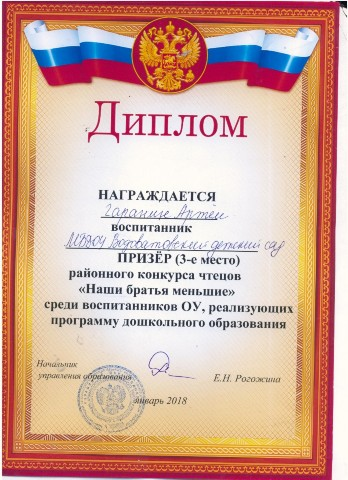 Диплом
НАГРАЖДАЕТСЯ
Гаранин Артём
воспитанник
МБДОУ Водоватовский детский сад
ПРИЗЁР (3-е место)
районного конкурса чтецов
«Наши братья меньшие»
среди воспитанников ОУ, реализующих
программу дошкольного образования
Начальник
управления образования Е.Н. Рогожина
январь 2018